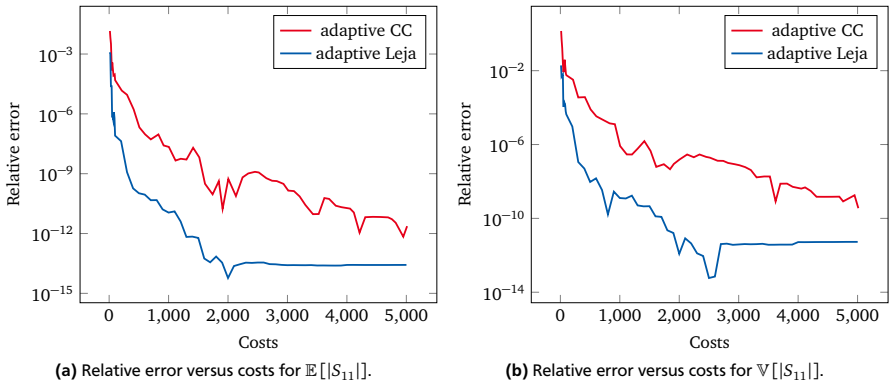 10⁻³
10⁻⁶
10⁻⁹
10⁻¹²
10⁻¹⁵
Relative error
adaptive CC
adaptive Leja
0
1,000
2,000
3,000
4,000
5,000
Costs
(a) Relative error versus costs for 𝔼[|S₁₁|].
10⁻²
10⁻⁶
10⁻¹⁰
10⁻¹⁴
Relative error
adaptive CC
adaptive Leja
0
1,000
2,000
3,000
4,000
5,000
Costs
(b) Relative error versus costs for 𝕍[|S₁₁|].